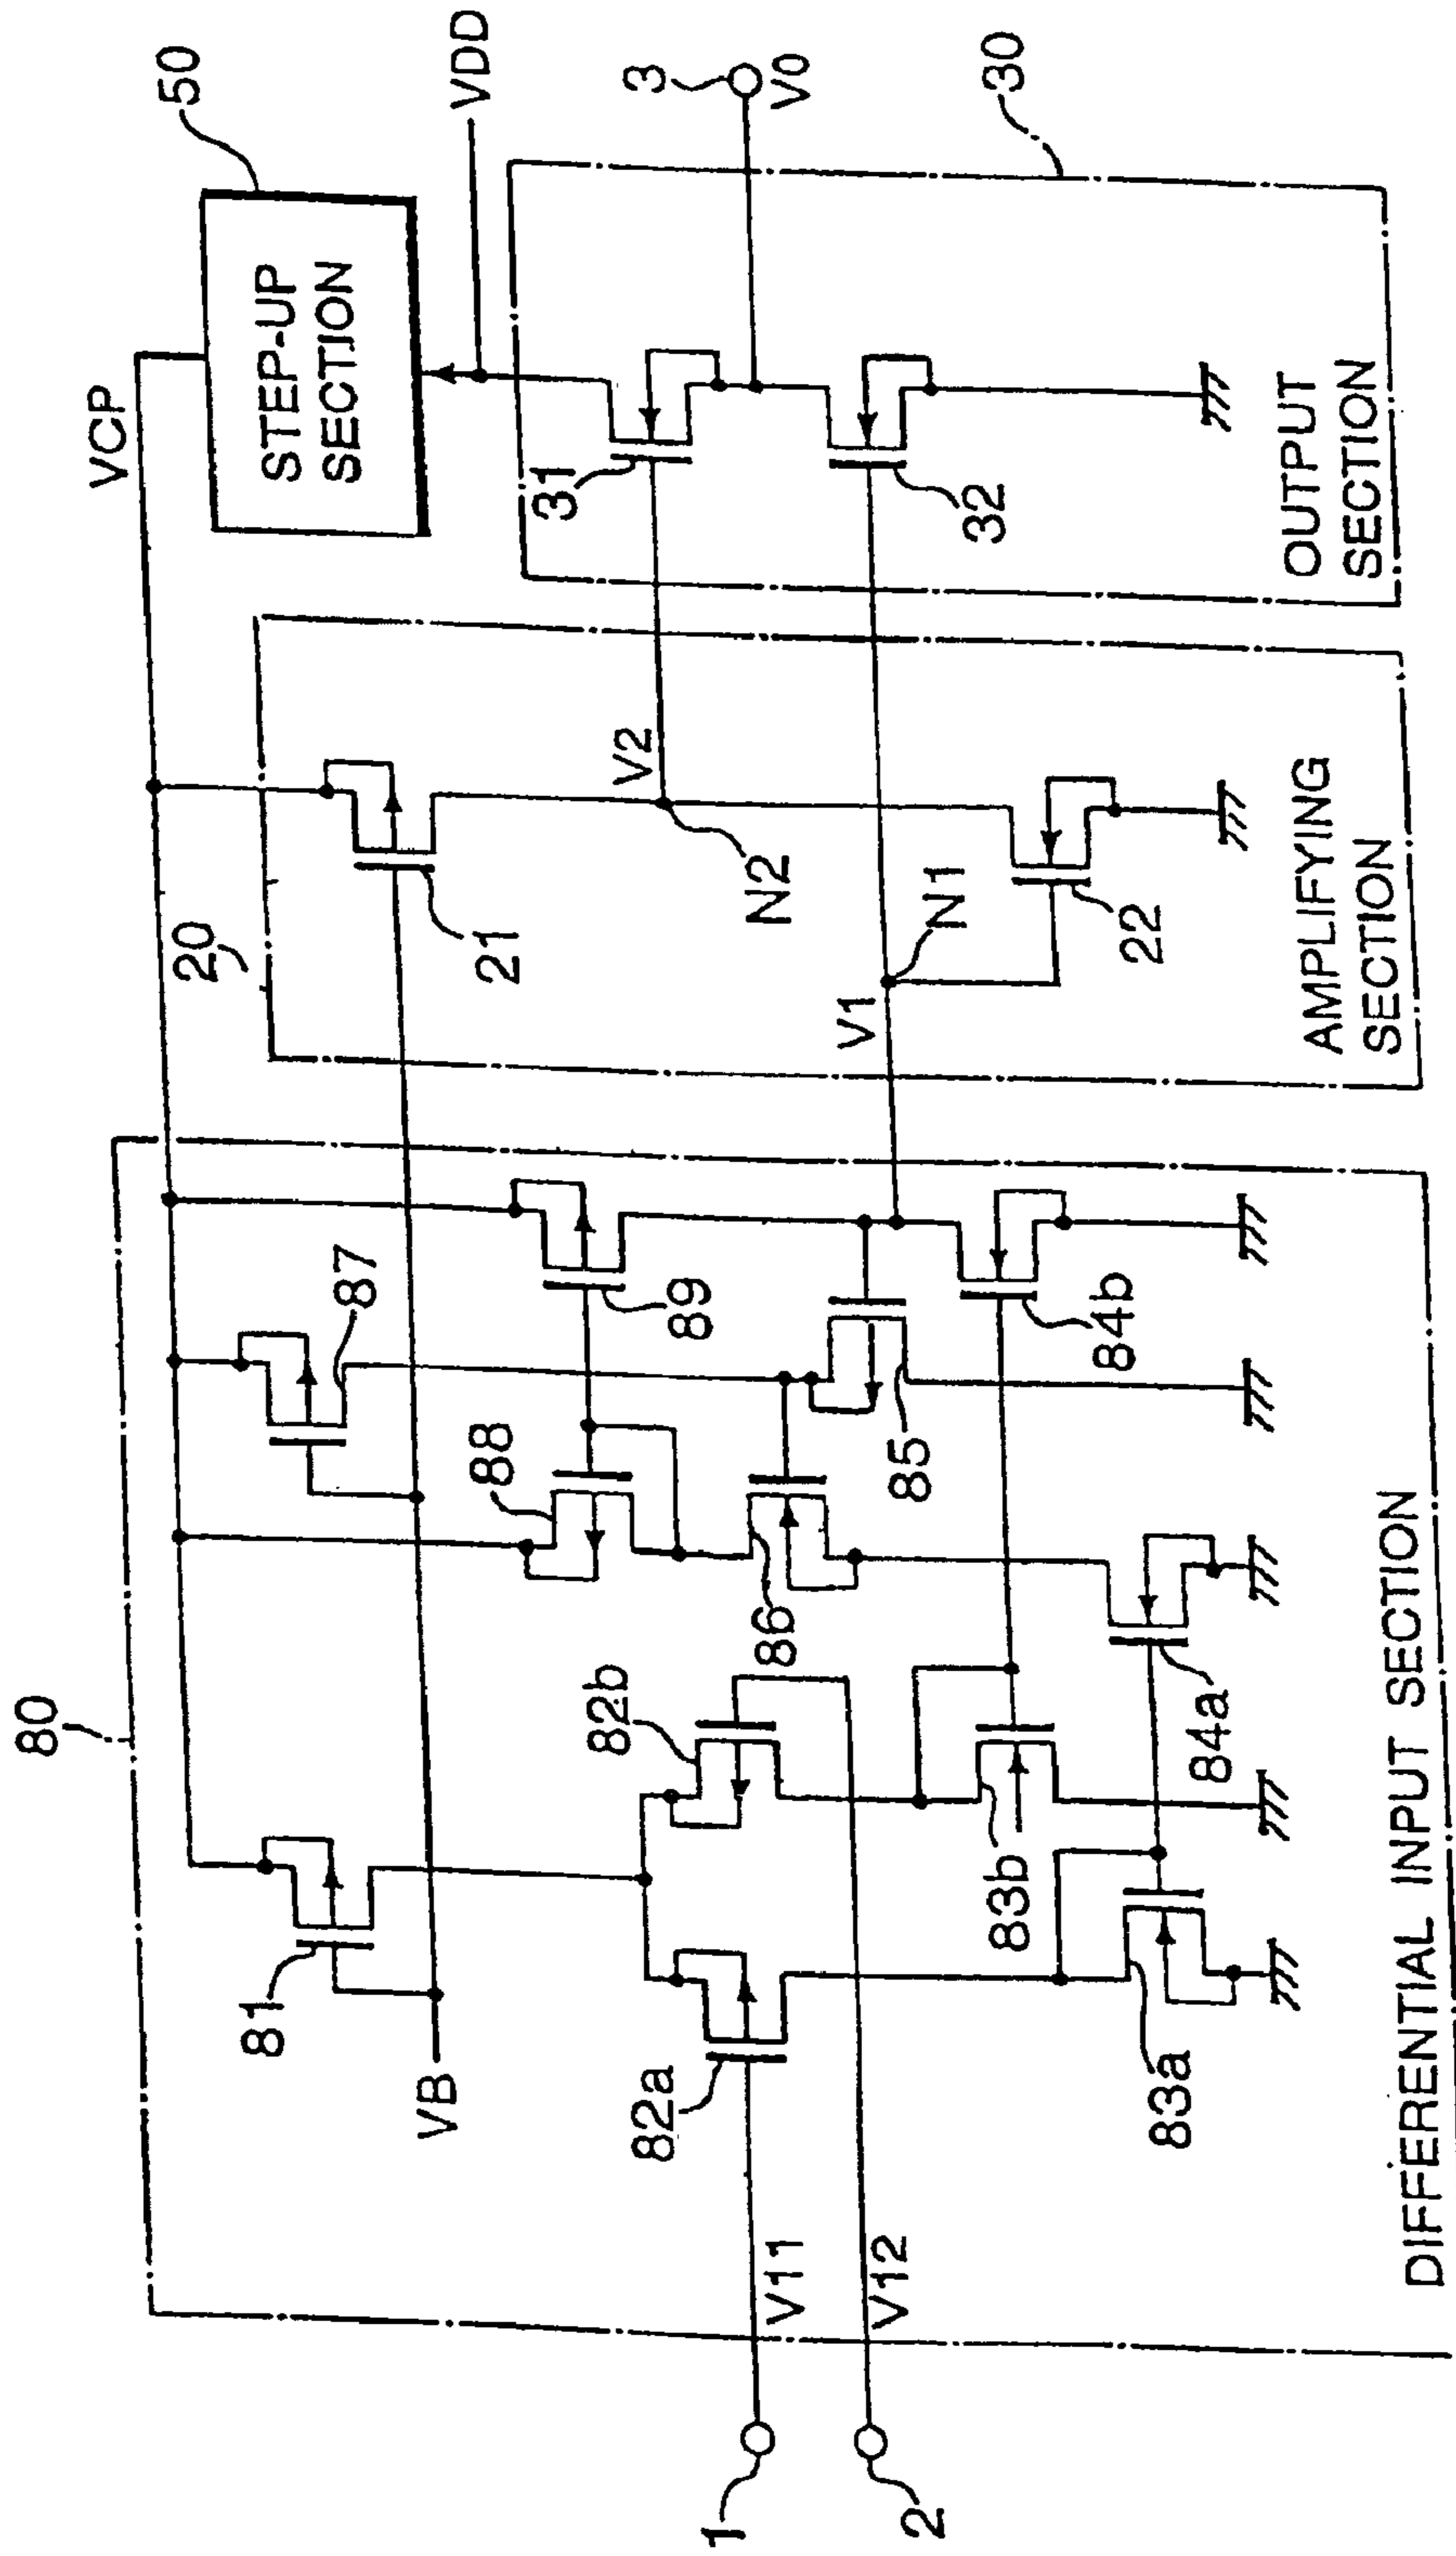 80
VCP
50
STEP-UP
SECTION
VDD
20
81
87
21
VB
88
89
31
3
V0
82a
82b
86
85
V2
N2
V11
V12
1
2
83b
83a
84a
84b
V1
N1
22
32
30
DIFFERENTIAL INPUT SECTION
AMPLIFYING
SECTION
OUTPUT
SECTION